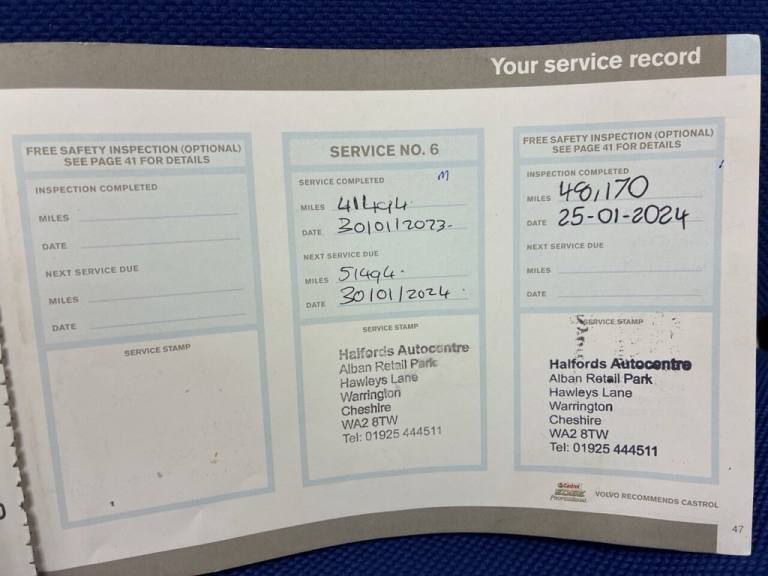 Your service record
FREE SAFETY INSPECTION (OPTIONAL)
SEE PAGE 41 FOR DETAILS
INSPECTION COMPLETED
MILES
DATE
NEXT SERVICE DUE
MILES
DATE
SERVICE STAMP
SERVICE NO. 6
SERVICE COMPLETED M
MILES 41494
DATE 30/01/2023
NEXT SERVICE DUE
MILES 51494
DATE 30/01/2024
SERVICE STAMP
Halfords Autocentre
Alban Retail Park
Hawleys Lane
Warrington
Cheshire
WA2 8TW
Tel: 01925 444511
FREE SAFETY INSPECTION (OPTIONAL)
SEE PAGE 41 FOR DETAILS
INSPECTION COMPLETED
MILES 48,170
DATE 25-01-2024
NEXT SERVICE DUE
MILES
DATE
SERVICE STAMP
Halfords Autocentre
Alban Retail Park
Hawleys Lane
Warrington
Cheshire
WA2 8TW
Tel: 01925 444511
Castrol
EDGE
Professional
VOLVO RECOMMENDS CASTROL
47